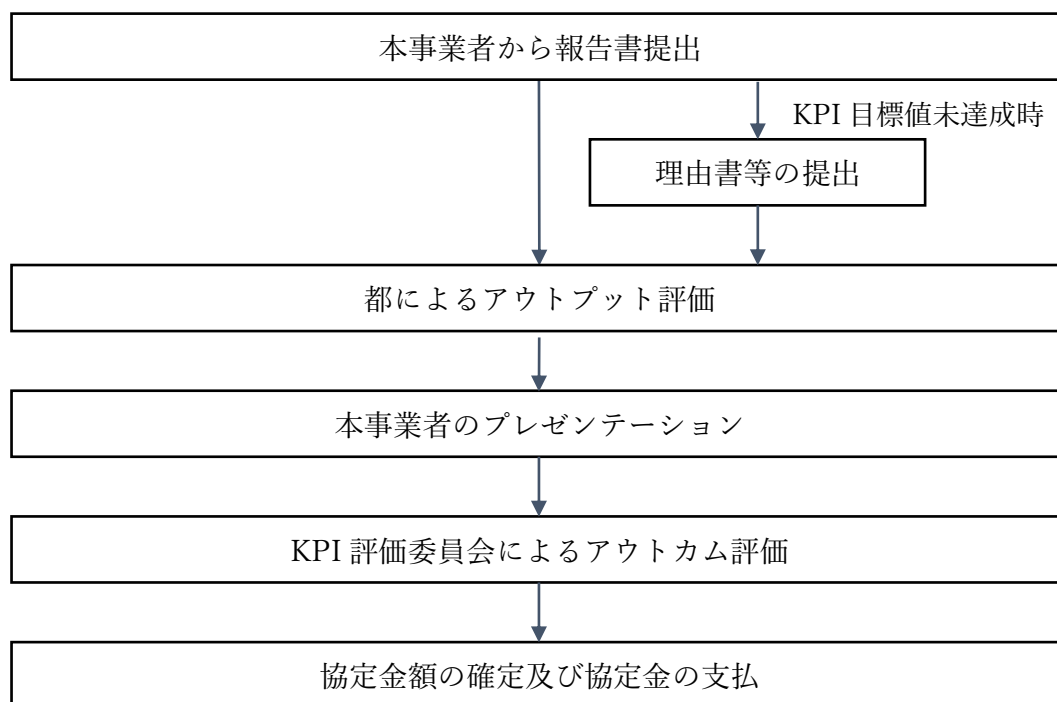 本事業者から報告書提出
KPI 目標値未達成時
理由書等の提出
都によるアウトプット評価
本事業者のプレゼンテーション
KPI 評価委員会によるアウトカム評価
協定金額の確定及び協定金の支払